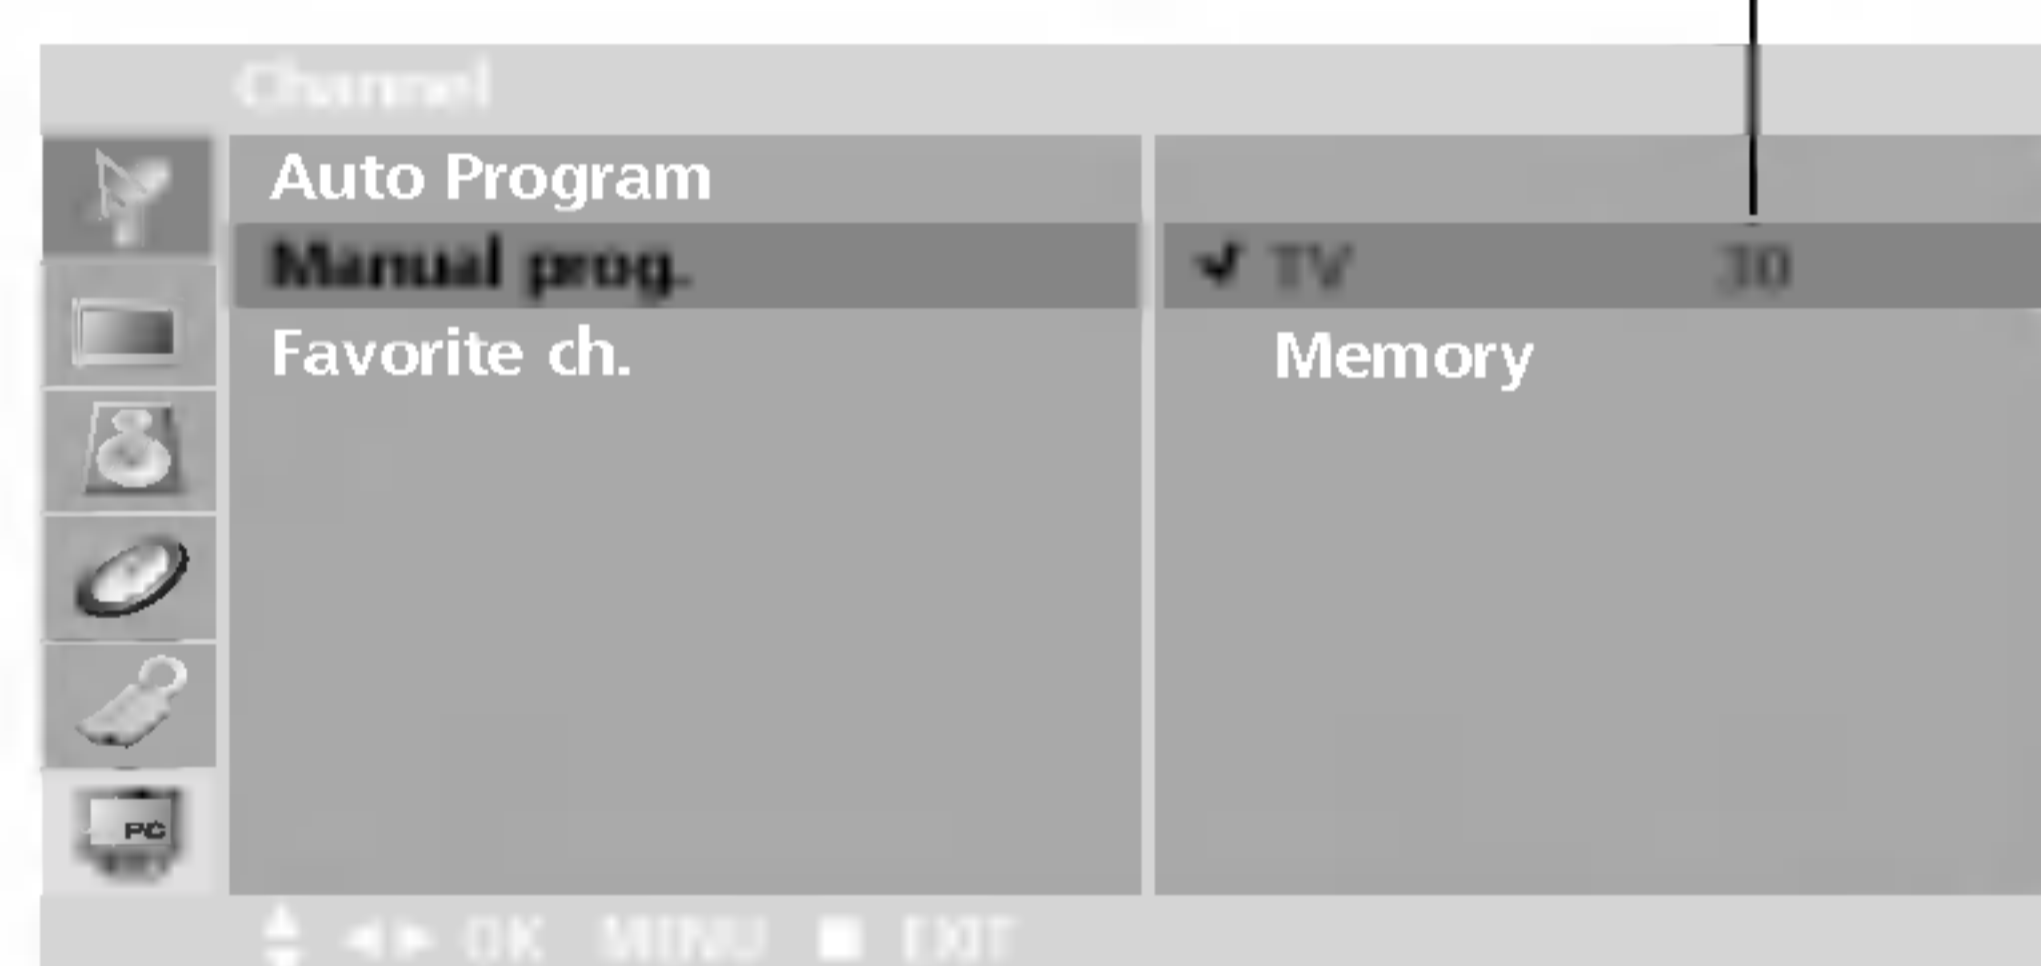 Channel
Auto Program
Manual prog. TV 30
Favorite ch. Memory
PC
OK MENU EXIT